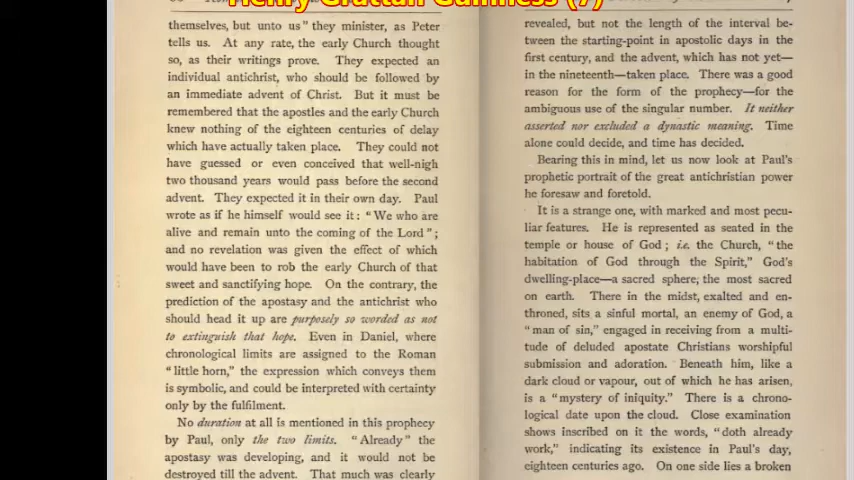 Henry Grattan Guinness (7)
themselves, but unto us" they minister, as Peter
tells us. At any rate, the early Church thought
so, as their writings prove. They expected an
individual antichrist, who should be followed by
an immediate advent of Christ. But it must be
remembered that the apostles and the early Church
knew nothing of the eighteen centuries of delay
which have actually taken place. They could not
have guessed or even conceived that well-nigh
two thousand years would pass before the second
advent. They expected it in their own day. Paul
wrote as if he himself would see it: "We who are
alive and remain unto the coming of the Lord";
and no revelation was given the effect of which
would have been to rob the early Church of that
sweet and sanctifying hope. On the contrary, the
prediction of the apostasy and the antichrist who
should head it up are purposely so worded as not
to extinguish that hope. Even in Daniel, where
chronological limits are assigned to the Roman
"little horn," the expression which conveys them
is symbolic, and could be interpreted with certainty
only by the fulfilment.
No duration at all is mentioned in this prophecy
by Paul, only the two limits. "Already" the
apostasy was developing, and it would not be
destroyed till the advent. That much was clearly
revealed, but not the length of the interval be-
tween the starting-point in apostolic days in the
first century, and the advent, which has not yet—
in the nineteenth—taken place. There was a good
reason for the form of the prophecy—for the
ambiguous use of the singular number. It neither
asserted nor excluded a dynastic meaning. Time
alone could decide, and time has decided.
Bearing this in mind, let us now look at Paul's
prophetic portrait of the great antichristian power
he foresaw and foretold.
It is a strange one, with marked and most pecu-
liar features. He is represented as seated in the
temple or house of God; i.e. the Church, "the
habitation of God through the Spirit," God's
dwelling-place—a sacred sphere, the most sacred
on earth. There in the midst, exalted and en-
throned, sits a sinful mortal, an enemy of God, a
"man of sin," engaged in receiving from a multi-
tude of deluded apostate Christians worshipful
submission and adoration. Beneath him, like a
dark cloud or vapour, out of which he has arisen,
is a "mystery of iniquity." There is a chrono-
logical date upon the cloud. Close examination
shows inscribed on it the words, "doth already
work," indicating its existence in Paul's day,
eighteen centuries ago. On one side lies a broken